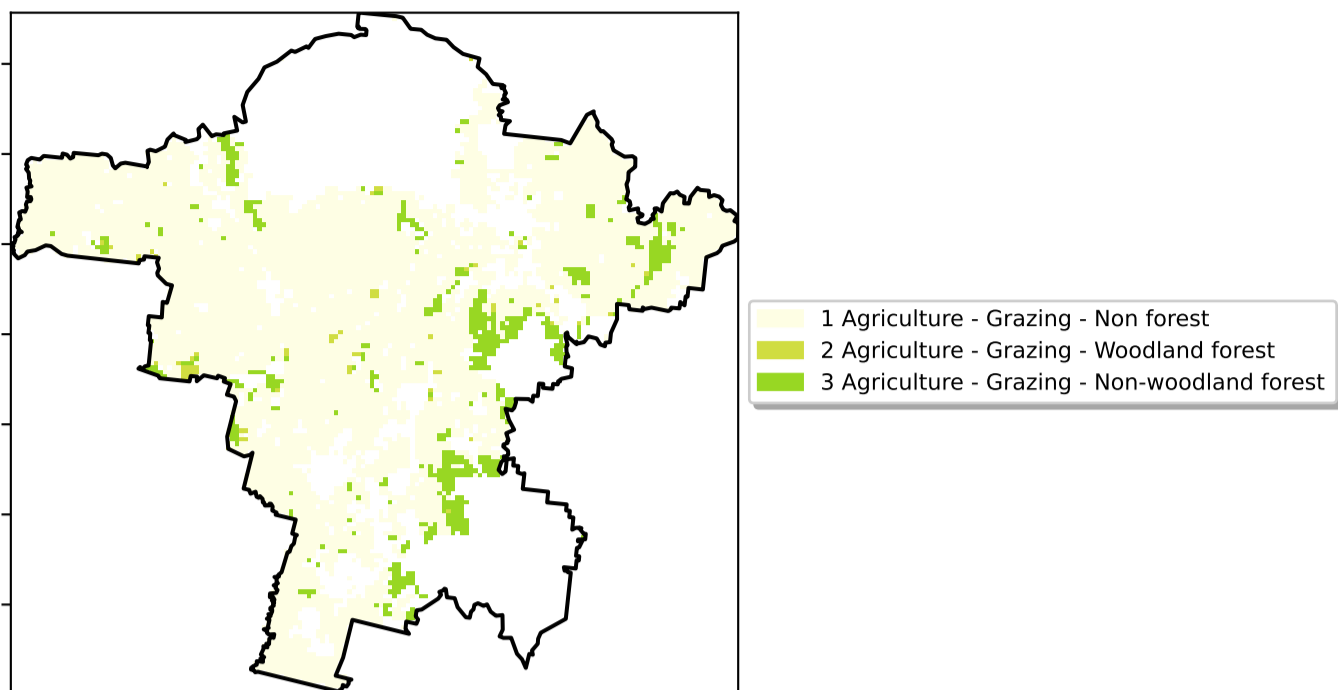 1 Agriculture - Grazing - Non forest
2 Agriculture - Grazing - Woodland forest
3 Agriculture - Grazing - Non-woodland forest